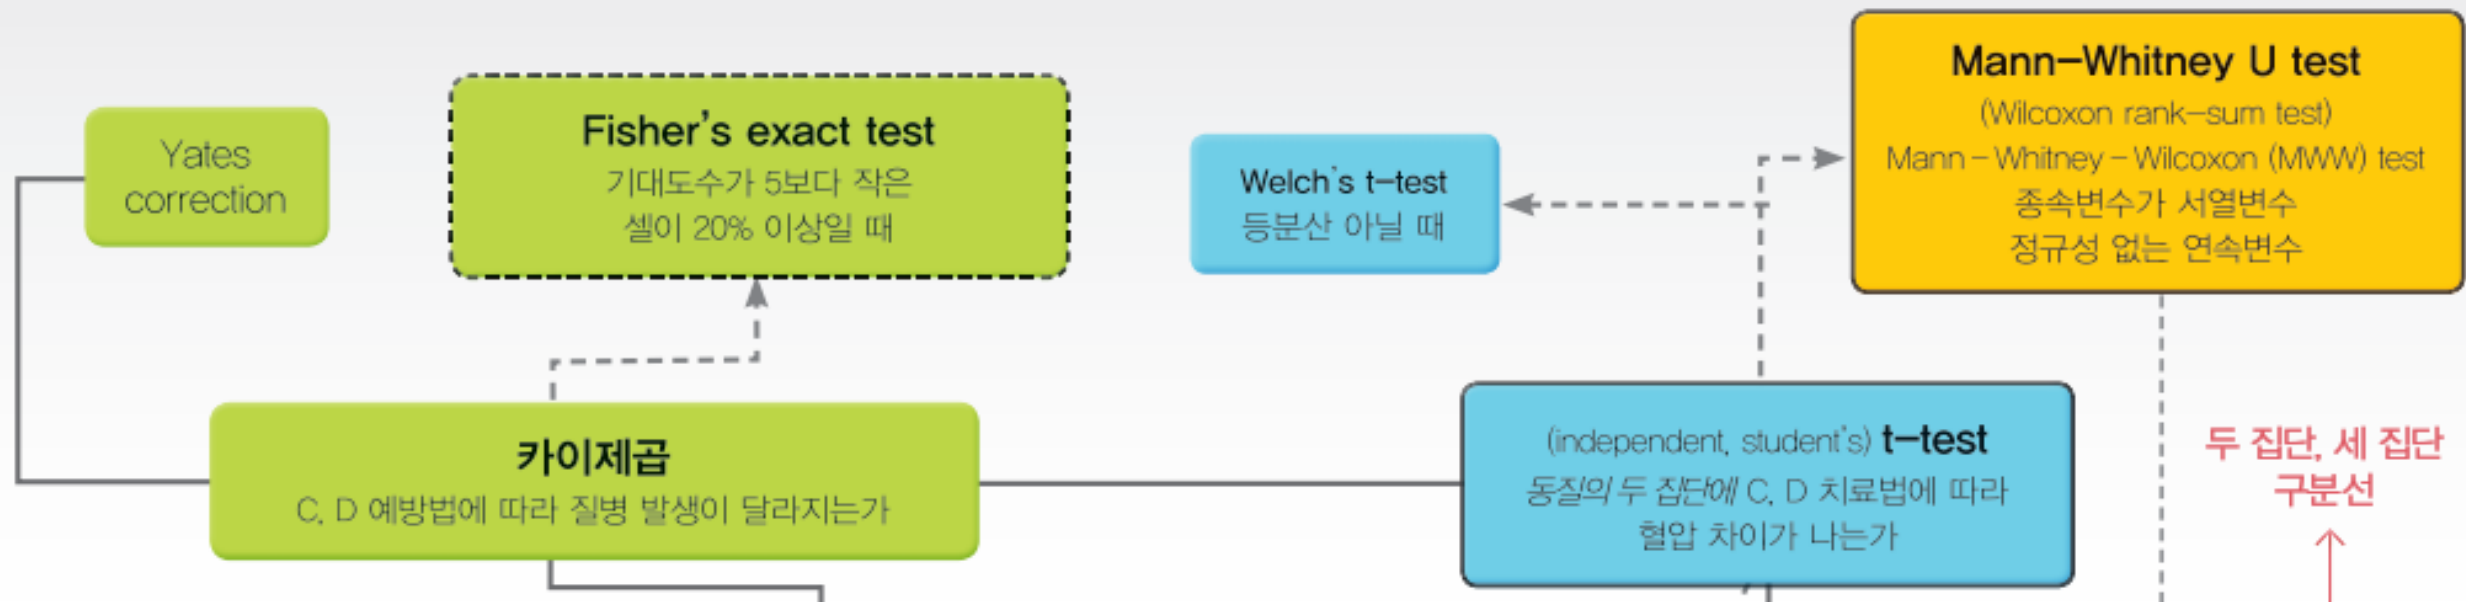 Yates
correction
Fisher's exact test
기대도수가 5보다 작은
셀이 20% 이상일 때
Welch's t-test
등분산 아닐 때
Mann-Whitney U test
(Wilcoxon rank-sum test)
Mann-Whitney-Wilcoxon (MWW) test
종속변수가 서열변수
정규성 없는 연속변수
카이제곱
C, D 예방법에 따라 질병 발생이 달라지는가
(independent, student's) t-test
동질의 두 집단에 C, D 치료법에 따라
혈압 차이가 나는가
두 집단, 세 집단
구분선